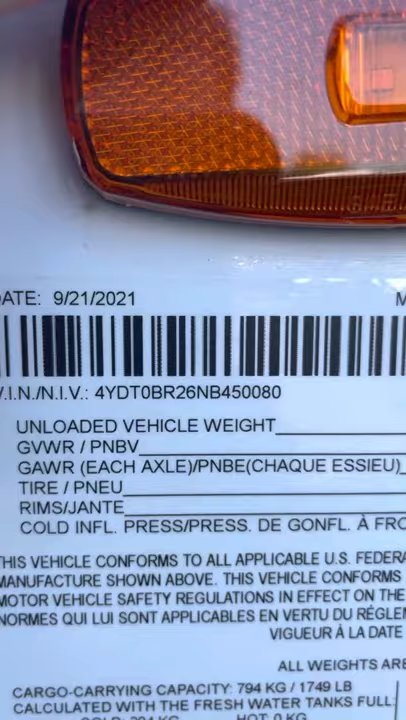 DATE: 9/21/2021
V.I.N./N.I.V.: 4YDT0BR26NB450080
UNLOADED VEHICLE WEIGHT
GVWR / PNBV
GAWR (EACH AXLE)/PNBE(CHAQUE ESSIEU)
TIRE / PNEU
RIMS/JANTE
COLD INFL. PRESS/PRESS. DE GONFL. À FRO
THIS VEHICLE CONFORMS TO ALL APPLICABLE U.S. FEDERA
MANUFACTURE SHOWN ABOVE. THIS VEHICLE CONFORMS
MOTOR VEHICLE SAFETY REGULATIONS IN EFFECT ON THE
NORMES QUI LUI SONT APPLICABLES EN VERTU DU RÉGLEM
VIGUEUR À LA DATE
ALL WEIGHTS ARE
CARGO-CARRYING CAPACITY: 794 KG / 1749 LB
CALCULATED WITH THE FRESH WATER TANKS FULL:
HOT: 0 KG